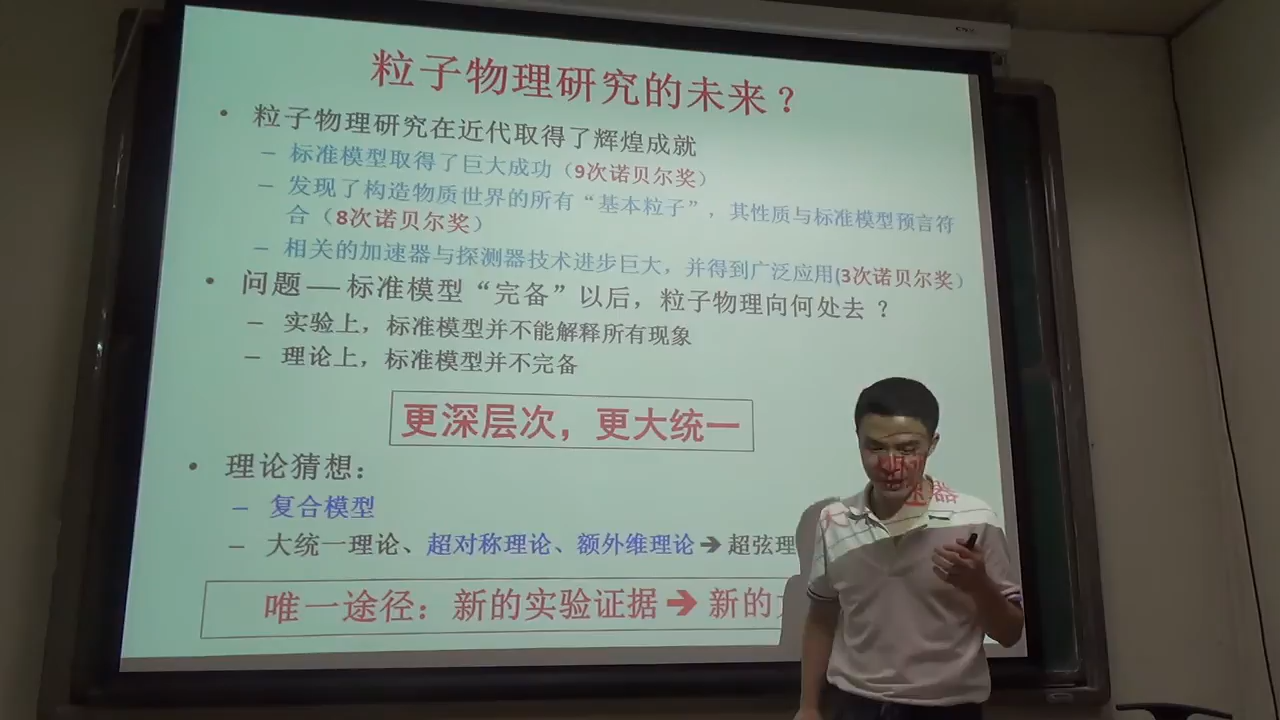 粒子物理研究的未来？
• 粒子物理研究在近代取得了辉煌成就
– 标准模型取得了巨大成功（9次诺贝尔奖）
– 发现了构造物质世界的所有“基本粒子”，其性质与标准模型预言符
合（8次诺贝尔奖）
– 相关的加速器与探测器技术进步巨大，并得到广泛应用(3次诺贝尔奖）
• 问题 — 标准模型“完备”以后，粒子物理向何处去 ？
– 实验上，标准模型并不能解释所有现象
– 理论上，标准模型并不完备
更深层次，更大统一
• 理论猜想：
– 复合模型
– 大统一理论、超对称理论、额外维理论➔超弦理
唯一途径：新的实验证据➔新的
速器